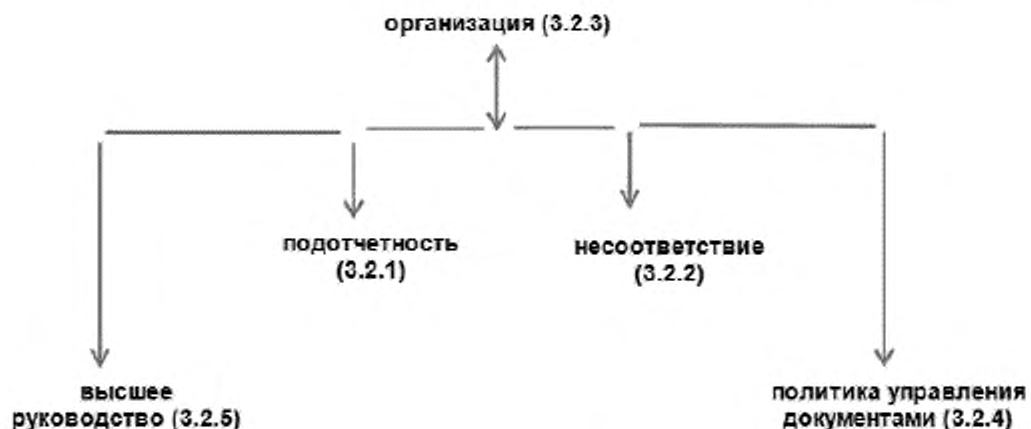 организация (3.2.3)
подотчетность
(3.2.1)
несоответствие
(3.2.2)
высшее
руководство (3.2.5)
политика управления
документами (3.2.4)